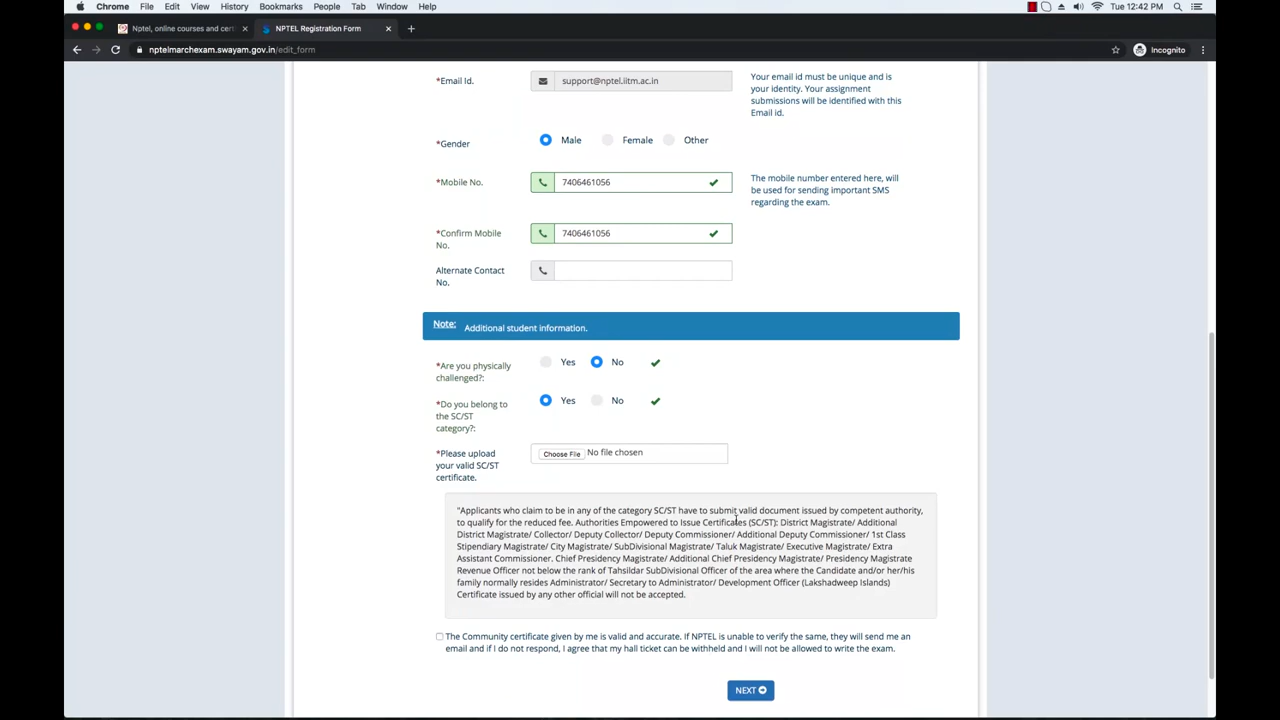 Chrome File Edit View History Bookmarks People Tab Window Help Tue 12:42 PM
Nptel, online courses and cert NPTEL Registration Form
nptelmarchexam.swayam.gov.in/edit_form Incognito
*Email Id. support@nptel.iitm.ac.in Your email id must be unique and is
your identity. Your assignment
submissions will be identified with this
Email id.
*Gender Male Female Other
*Mobile No. 7406461056 The mobile number entered here, will
be used for sending important SMS
regarding the exam.
*Confirm Mobile 7406461056
No.
Alternate Contact
No.
Note: Additional student information.
*Are you physically Yes No
challenged?:
*Do you belong to Yes No
the SC/ST
category?:
*Please upload Choose File No file chosen
your valid SC/ST
certificate.
"Applicants who claim to be in any of the category SC/ST have to submit valid document issued by competent authority,
to qualify for the reduced fee. Authorities Empowered to Issue Certificates (SC/ST): District Magistrate/ Additional
District Magistrate/ Collector/ Deputy Collector/ Deputy Commissioner/ Additional Deputy Commissioner/ 1st Class
Stipendiary Magistrate/ City Magistrate/ SubDivisional Magistrate/ Taluk Magistrate/ Executive Magistrate/ Extra
Assistant Commissioner. Chief Presidency Magistrate/ Additional Chief Presidency Magistrate/ Presidency Magistrate
Revenue Officer not below the rank of Tahsildar SubDivisional Officer of the area where the Candidate and/or her/his
family normally resides Administrator/ Secretary to Administrator/ Development Officer (Lakshadweep Islands)
Certificate issued by any other official will not be accepted.
The Community certificate given by me is valid and accurate. If NPTEL is unable to verify the same, they will send me an
email and if I do not respond, I agree that my hall ticket can be withheld and I will not be allowed to write the exam.
NEXT